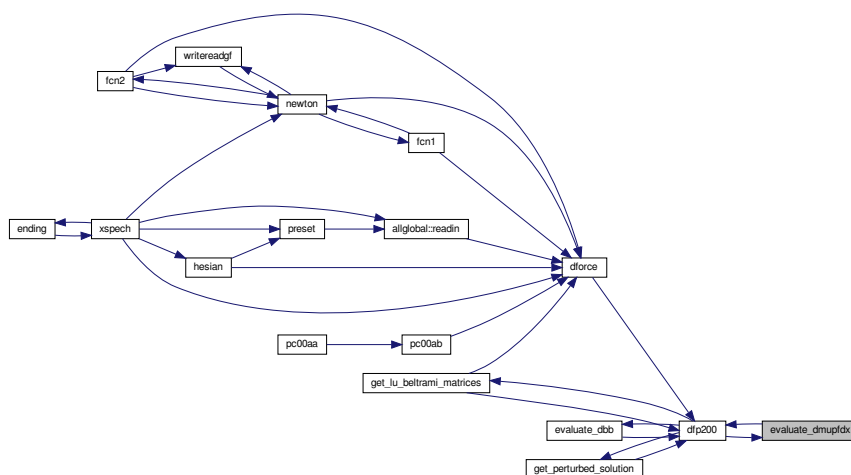 writereadgf
fcn2
newton
fcn1
ending
xspech
preset
allglobal::readin
hesian
dforce
pc00aa
pc00ab
get_lu_beltrami_matrices
evaluate_dbb
dfp200
evaluate_dmupfdx
get_perturbed_solution